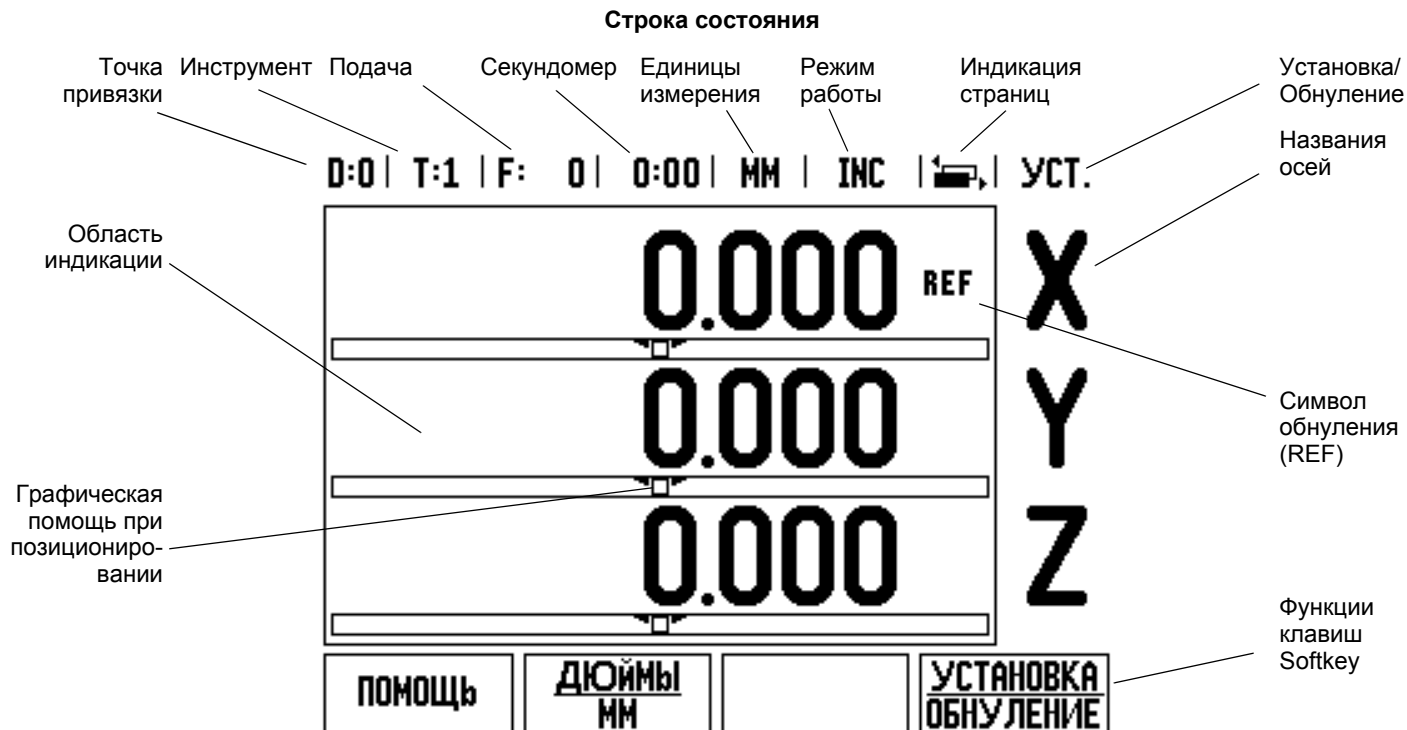 Строка состояния
Точка привязки
Инструмент
Подача
Секундомер
Единицы измерения
Режим работы
Индикация страниц
Установка/ Обнуление
D:0 | T:1 | F: 0 | 0:00 | MM | INC | | УСТ.
Названия осей
Область индикации
0.000 REF X
0.000 Y
Символ обнуления (REF)
Графическая помощь при позициониро- вании
0.000 Z
Функции клавиш Softkey
ПОМОЩЬ
ДЮйМЫ
ММ
УСТАНОВКА
ОБНУЛЕНИЕ